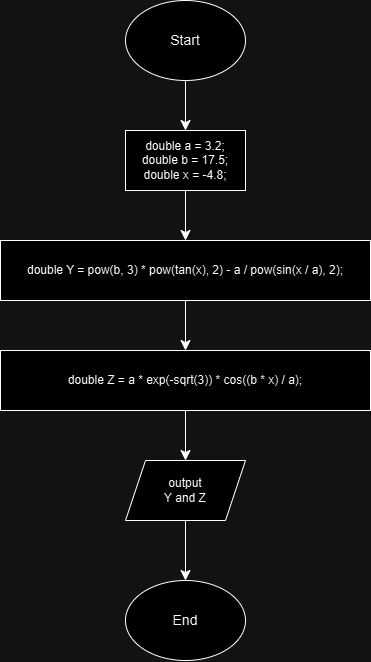 Start
double a = 3.2;
double b = 17.5;
double x = -4.8;
double Y = pow(b, 3) * pow(tan(x), 2) - a / pow(sin(x / a), 2);
double Z = a * exp(-sqrt(3)) * cos((b * x) / a);
output
Y and Z
End